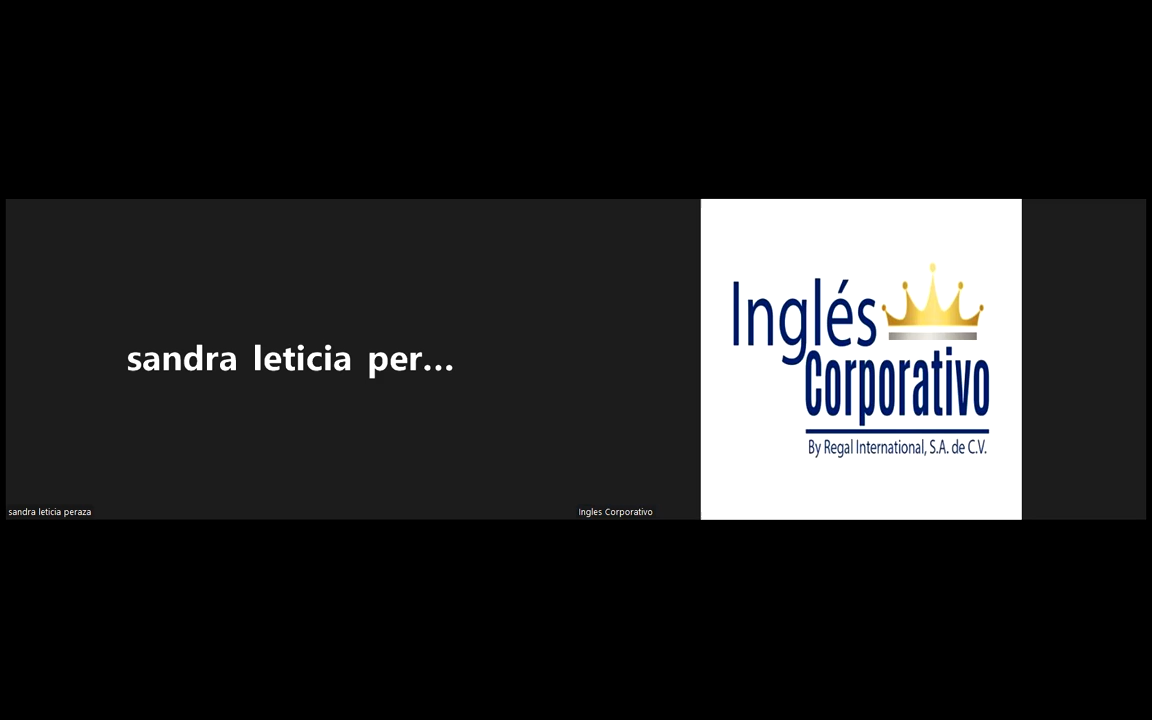 sandra leticia per...
sandra leticia peraza
Inglés
Corporativo
By Regal International, S.A. de C.V.
Ingles Corporativo